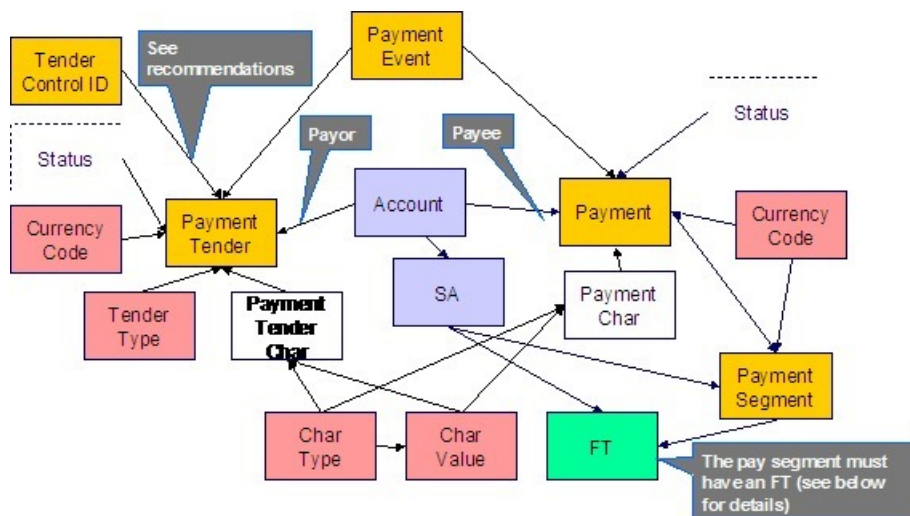 Tender
Control ID
See
recommendations
Payment
Event
Status
Payor
Payee
Status
Currency
Code
Payment
Tender
Account
Payment
Currency
Code
Tender
Type
Payment
Tender
Char
SA
Payment
Char
Payment
Segment
Char
Type
Char
Value
FT
The pay segment must
have an FT (see below
for details)